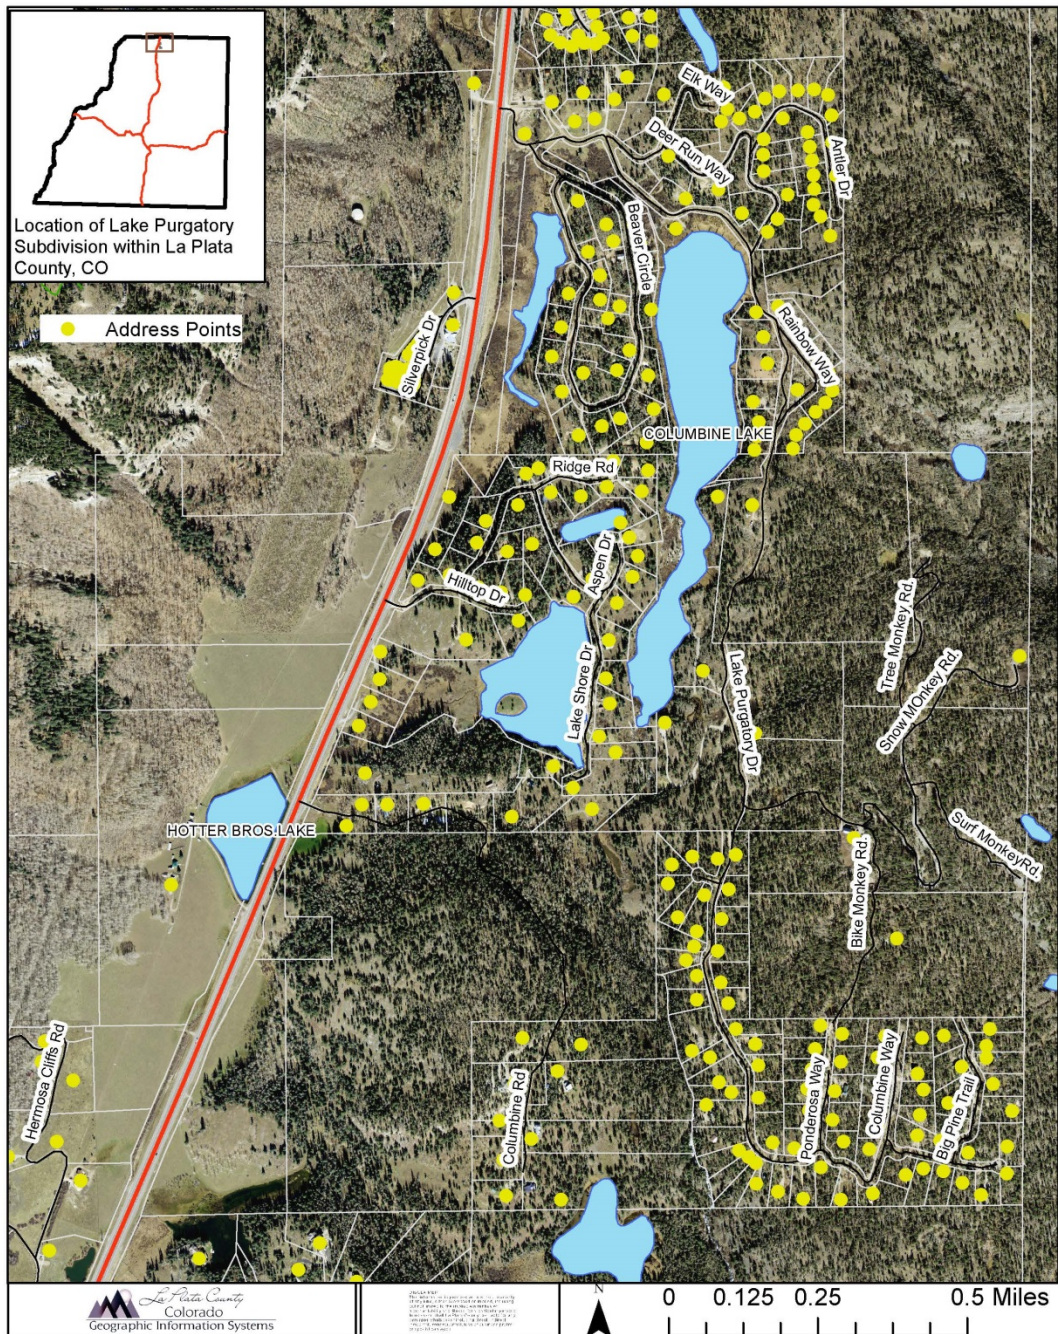 Location of Lake Purgatory
Subdivision within La Plata
County, CO
Address Points
Elk Way
Deer Run Way
Antler Dr
Beaver Circle
Silverpick Dr
Rainbow Way
COLUMBINE LAKE
Ridge Rd
Aspen Dr
Hilltop Dr
Tree Monkey Rd.
Snow MOnkey Rd.
Lake Shore Dr
Lake Purgatory Dr
HOTTER BROS LAKE
Surf MonkeyRd.
Bike Monkey Rd.
Hermosa Cliffs Rd
Columbine Rd
Ponderosa Way
Columbine Way
Big Pine Trail
La Plata County
Colorado
Geographic Information Systems
N
0 0.125 0.25 0.5 Miles